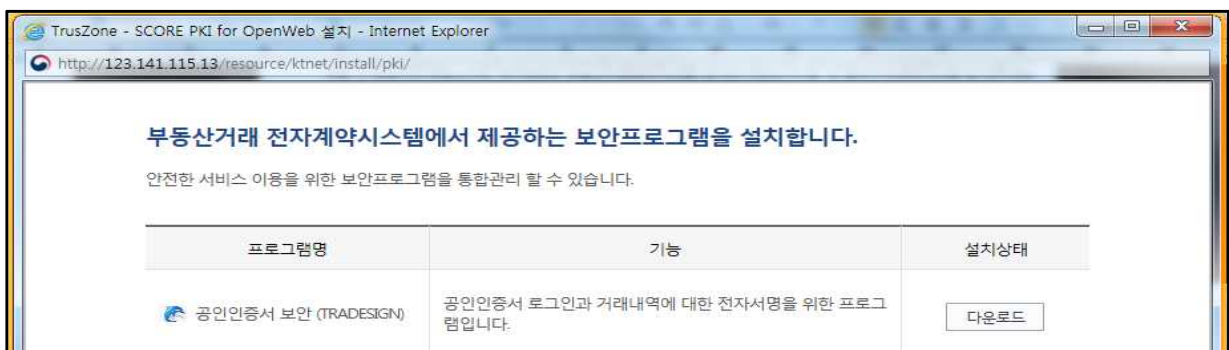 TrusZone - SCORE PKI for OpenWeb 설치 - Internet Explorer
http://123.141.115.13/resource/ktnet/install/pki/
부동산거래 전자계약시스템에서 제공하는 보안프로그램을 설치합니다.
안전한 서비스 이용을 위한 보안프로그램을 통합관리 할 수 있습니다.
프로그램명 기능 설치상태
공인인증서 보안 (TRADESIGN) 공인인증서 로그인과 거래내역에 대한 전자서명을 위한 프로그
램입니다. 다운로드